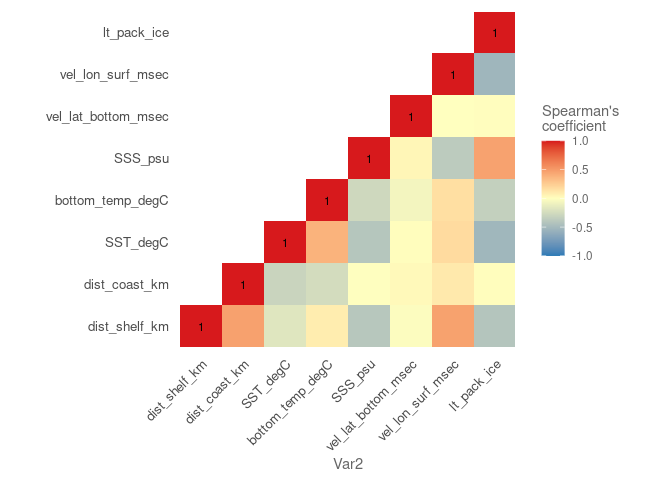 lt_pack_ice
1
vel_lon_surf_msec
1
vel_lat_bottom_msec
1
SSS_psu
1
bottom_temp_degC
1
SST_degC
1
dist_coast_km
1
dist_shelf_km
1
Spearman's
coefficient
1.0
0.5
0.0
-0.5
-1.0
dist_shelf_km
dist_coast_km
SST_degC
bottom_temp_degC
SSS_psu
vel_lat_bottom_msec
vel_lon_surf_msec
lt_pack_ice
Var2